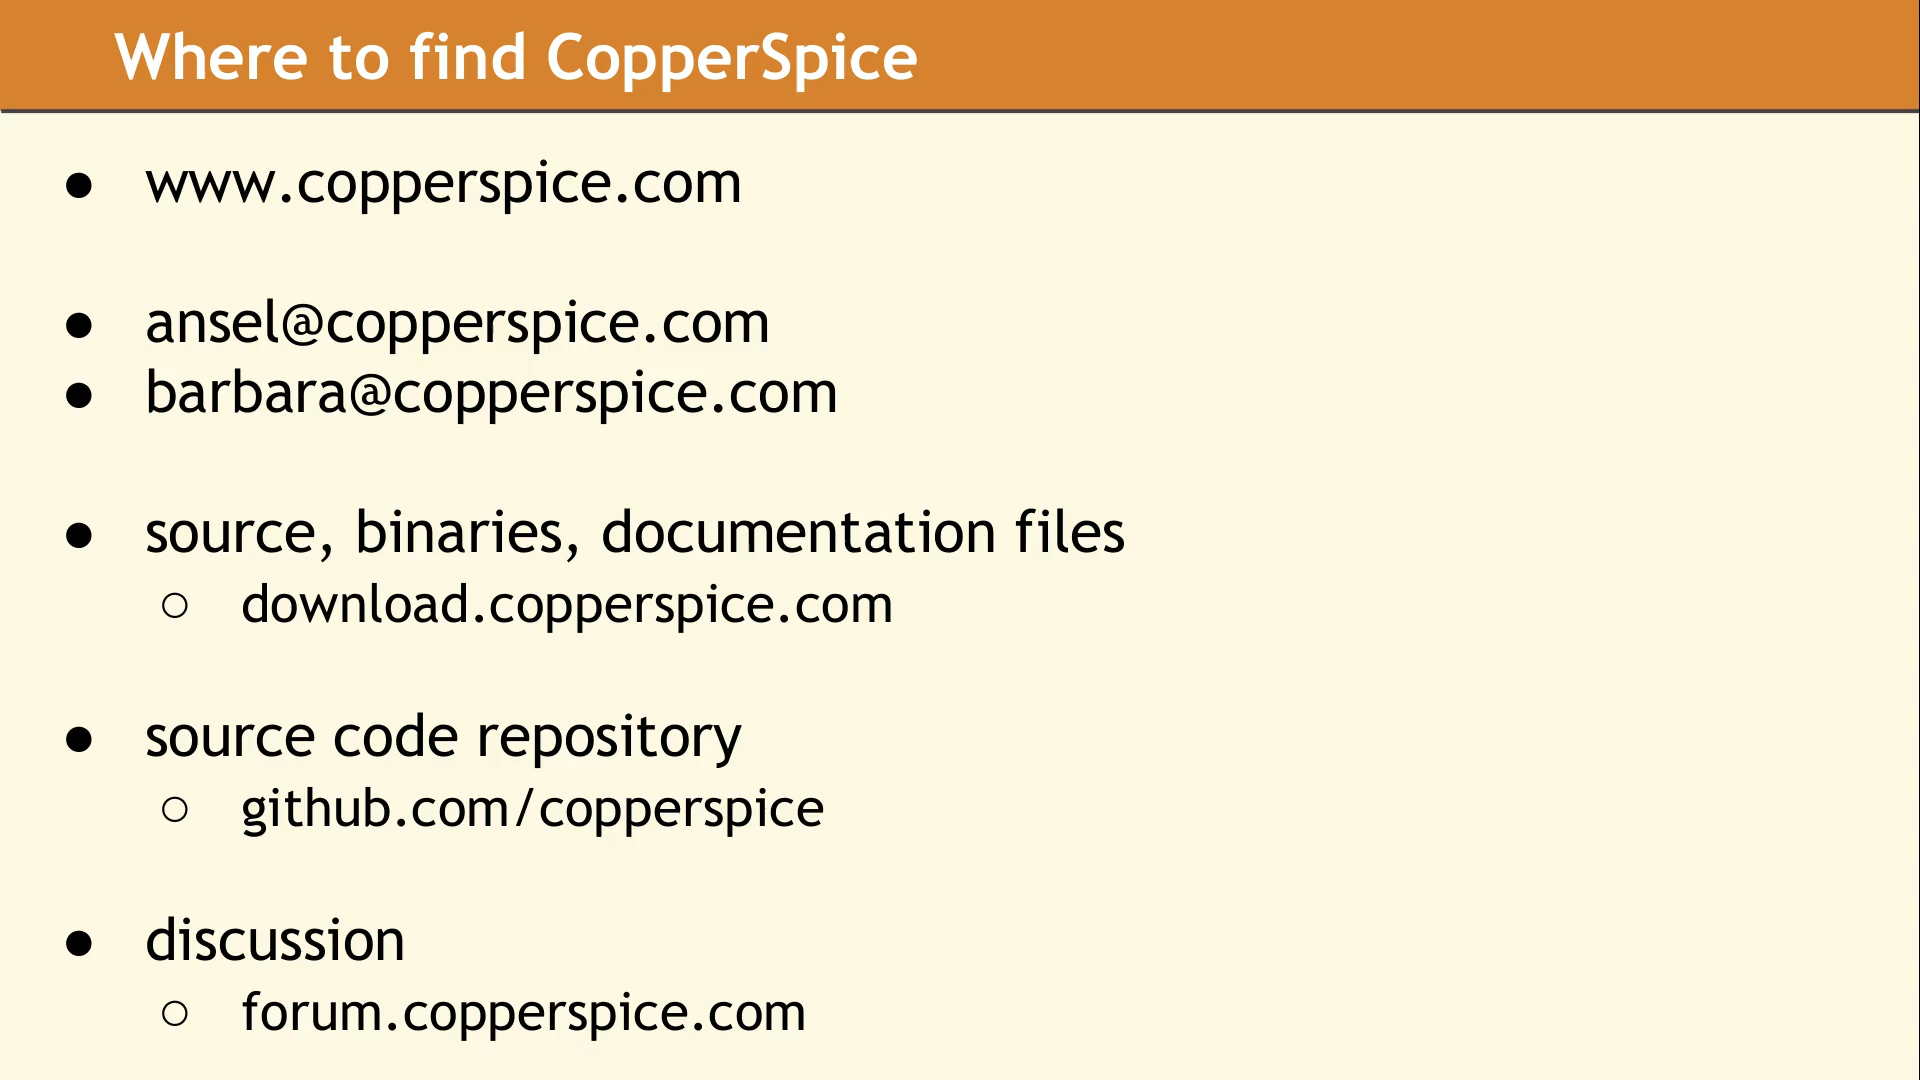 Where to find CopperSpice
● www.copperspice.com
● ansel@copperspice.com
● barbara@copperspice.com
● source, binaries, documentation files
○ download.copperspice.com
● source code repository
○ github.com/copperspice
● discussion
○ forum.copperspice.com